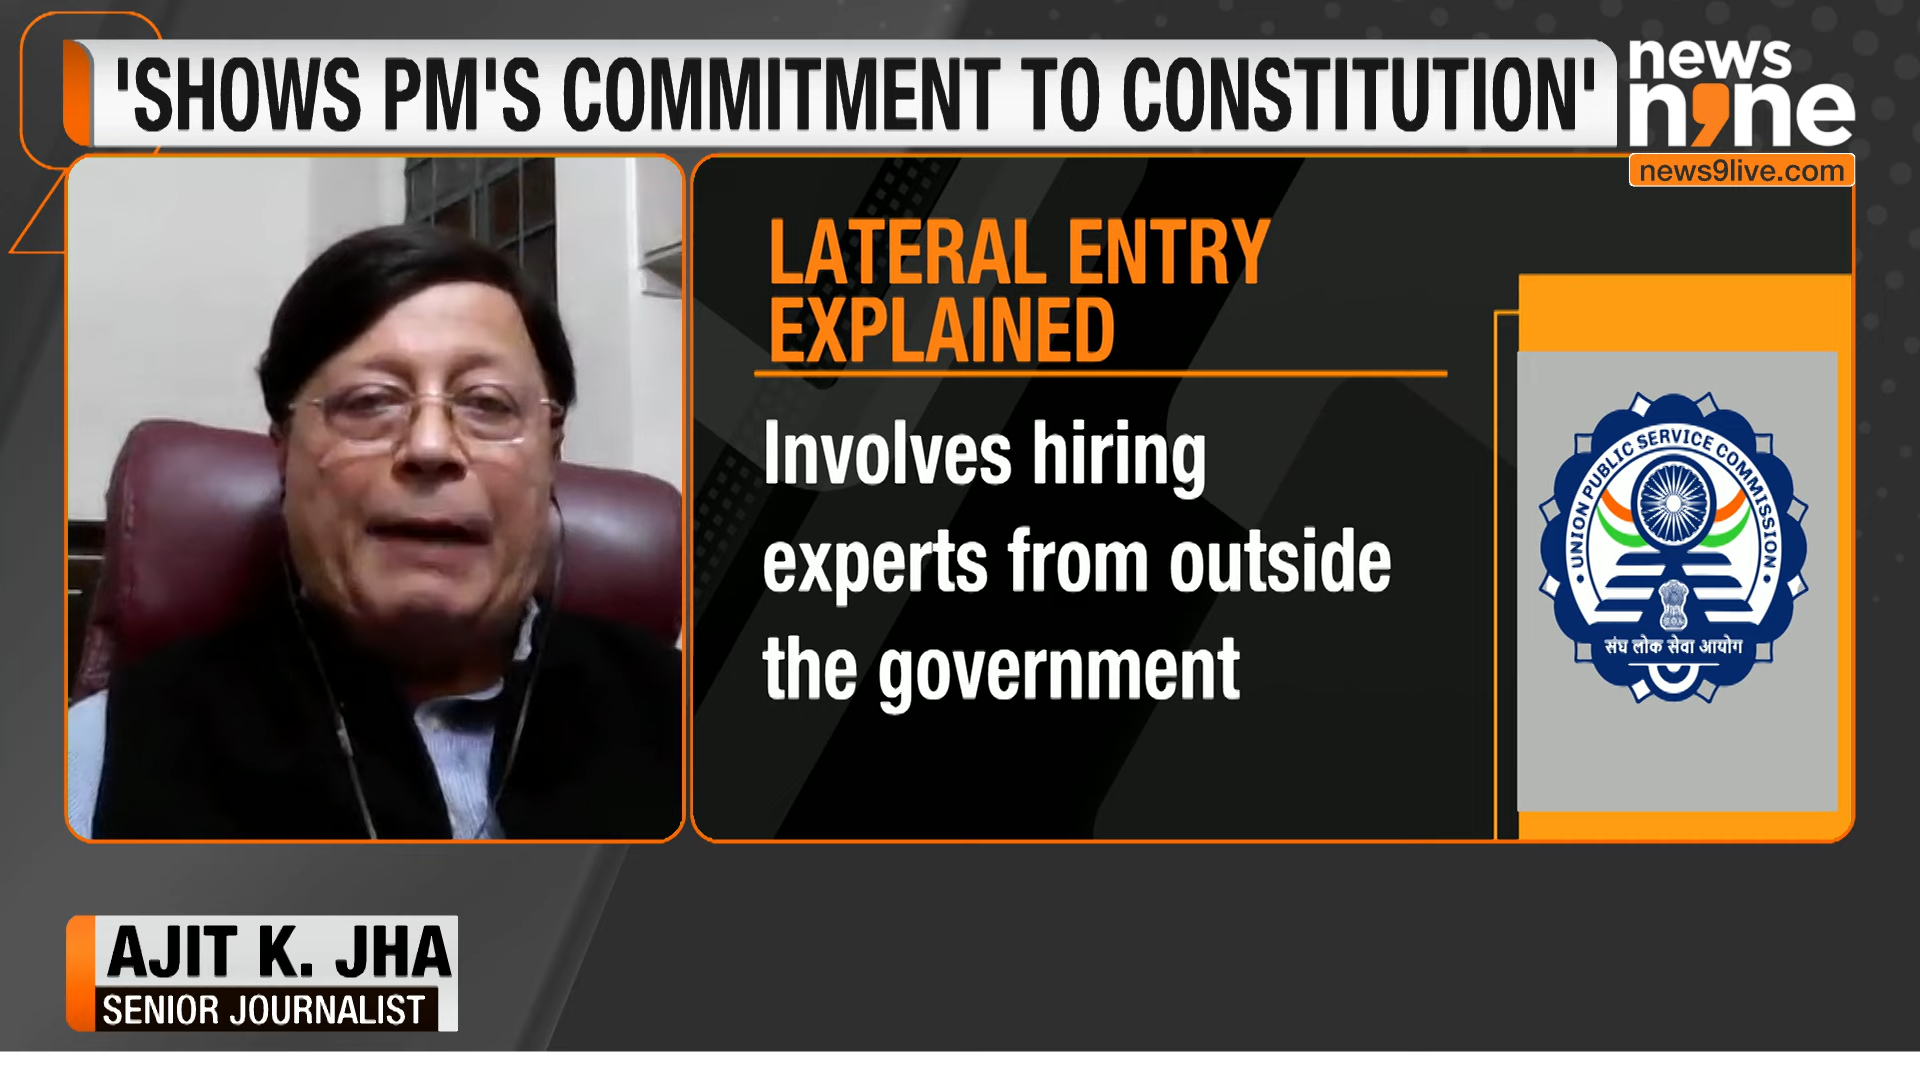 'SHOWS PM'S COMMITMENT TO CONSTITUTION'
news
n9ne
news9live.com
LATERAL ENTRY
EXPLAINED
Involves hiring
experts from outside
the government
• UNION PUBLIC SERVICE COMMISSION •
संघ लोक सेवा आयोग
AJIT K. JHA
SENIOR JOURNALIST